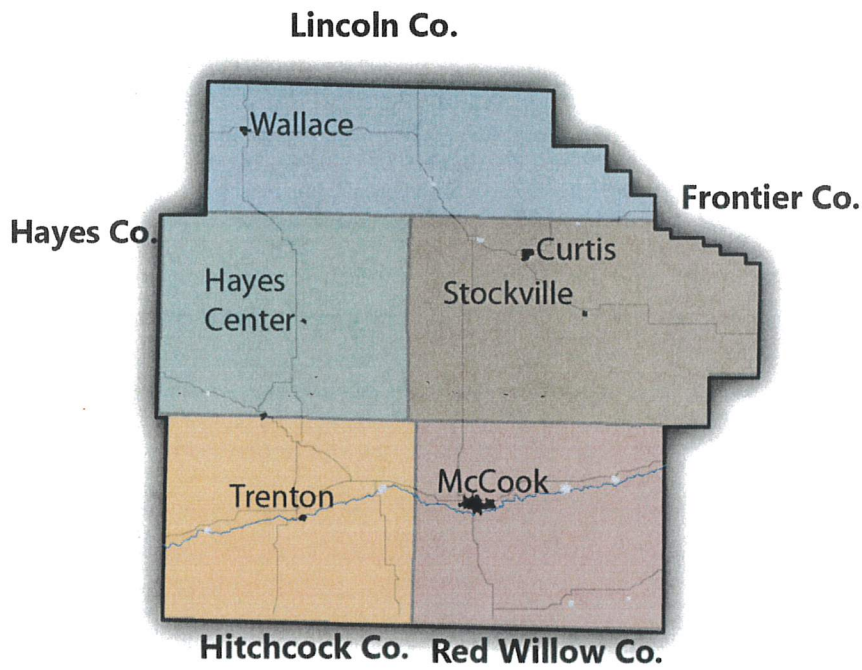 Lincoln Co.
Wallace
Frontier Co.
Hayes Co.
Curtis
Hayes
Center
Stockville
McCook
Trenton
Hitchcock Co.
Red Willow Co.